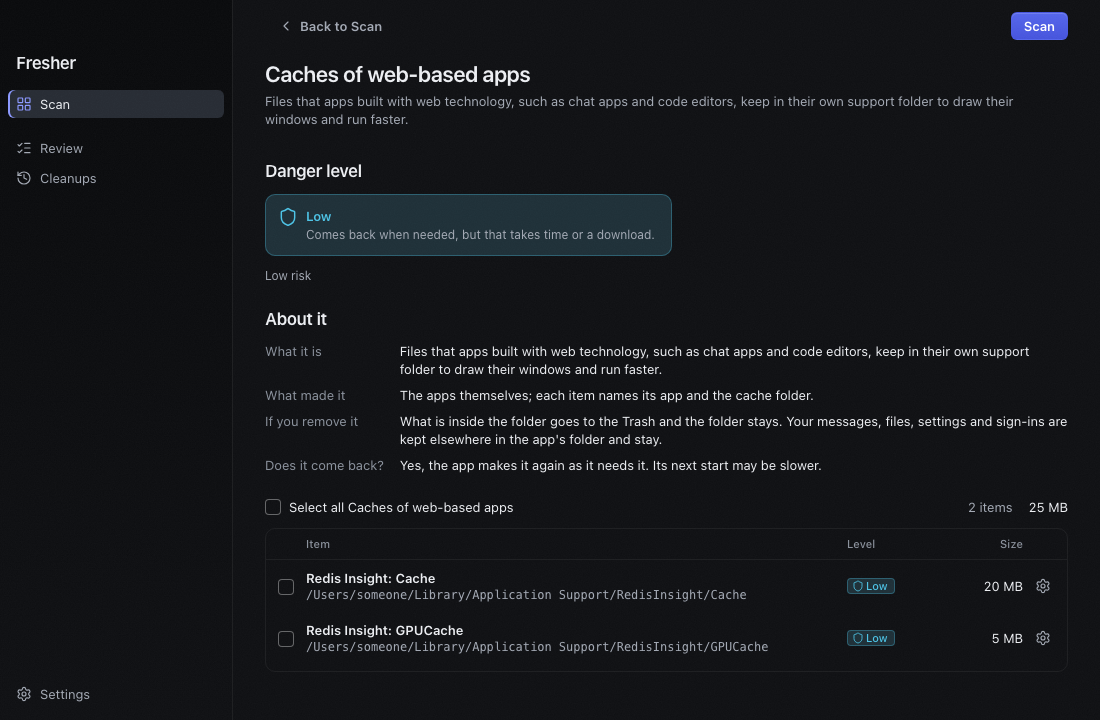 Back to Scan
Scan
Fresher
Scan
Review
Cleanups
Settings
Caches of web-based apps
Files that apps built with web technology, such as chat apps and code editors, keep in their own support folder to draw their
windows and run faster.
Danger level
Low
Comes back when needed, but that takes time or a download.
Low risk
About it
What it is
Files that apps built with web technology, such as chat apps and code editors, keep in their own support
folder to draw their windows and run faster.
What made it
The apps themselves; each item names its app and the cache folder.
If you remove it
What is inside the folder goes to the Trash and the folder stays. Your messages, files, settings and sign-ins are
kept elsewhere in the app's folder and stay.
Does it come back?
Yes, the app makes it again as it needs it. Its next start may be slower.
Select all Caches of web-based apps
2 items 25 MB
Item Level Size
Redis Insight: Cache
/Users/someone/Library/Application Support/RedisInsight/Cache
Low
20 MB
Redis Insight: GPUCache
/Users/someone/Library/Application Support/RedisInsight/GPUCache
Low
5 MB